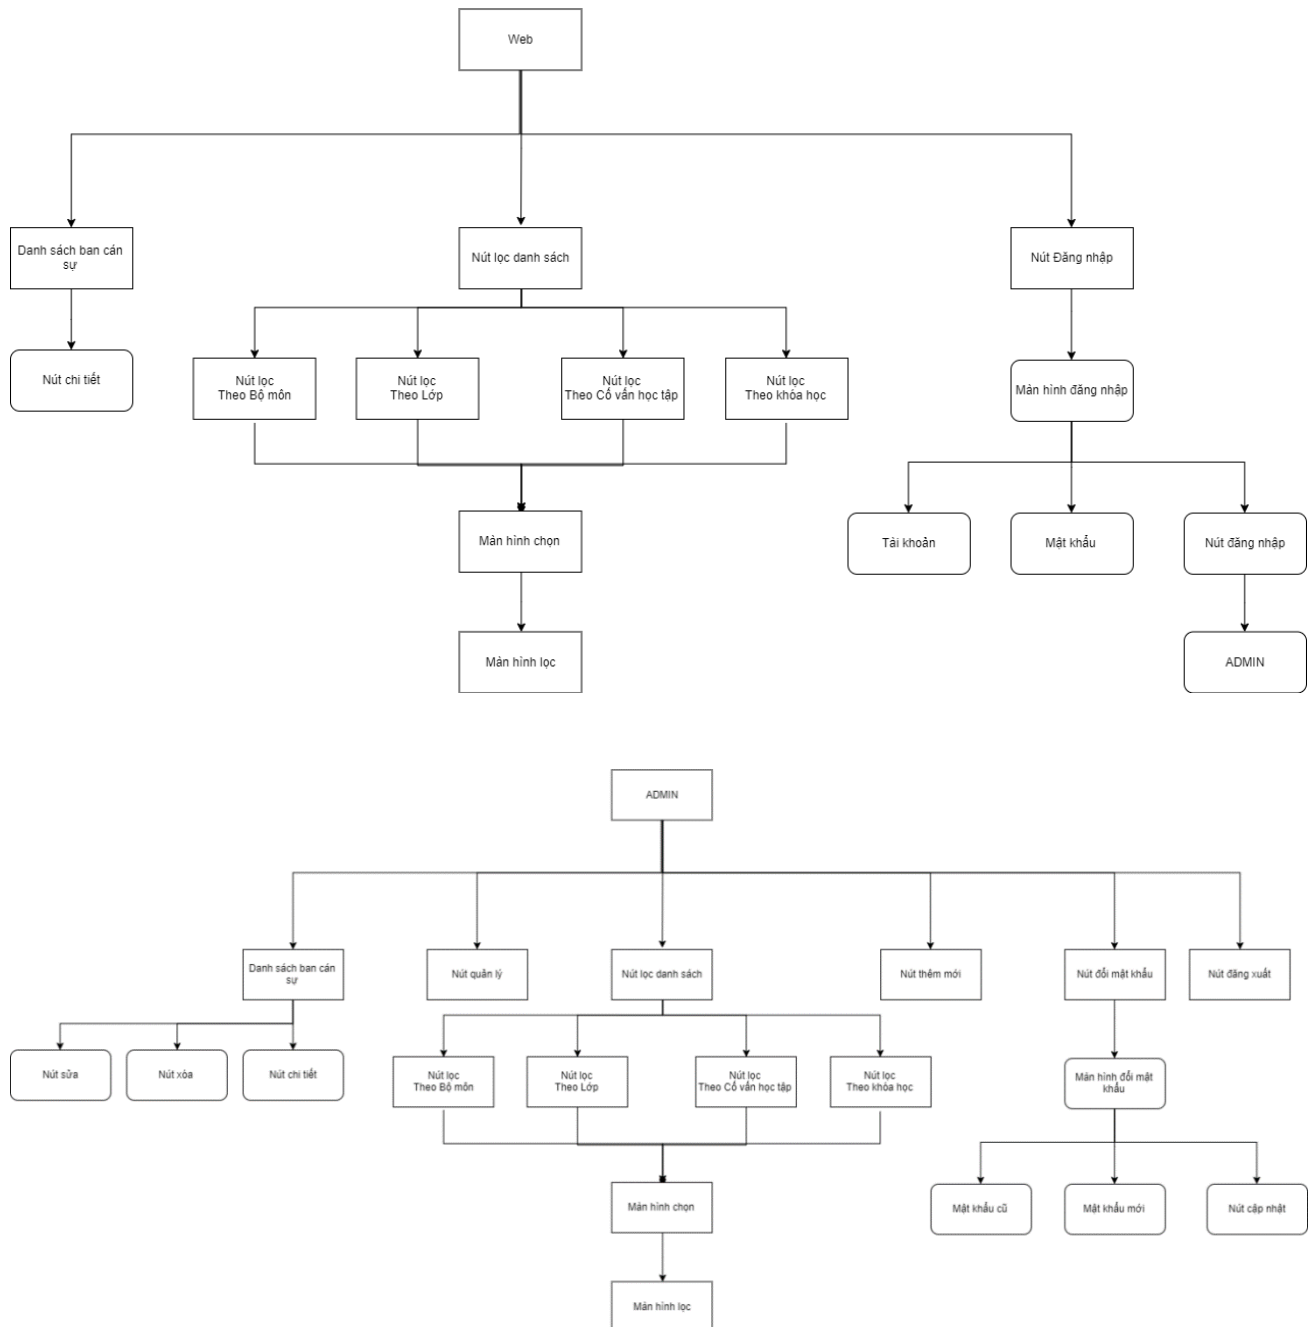 Web
Danh sách ban cán
sự
Nút lọc danh sách
Nút Đăng nhập
Nút chi tiết
Nút lọc
Theo Bộ môn
Nút lọc
Theo Lớp
Nút lọc
Theo Cố vấn học tập
Nút lọc
Theo khóa học
Màn hình đăng nhập
Màn hình chọn
Tài khoản
Mật khẩu
Nút đăng nhập
Màn hình lọc
ADMIN
ADMIN
Danh sách ban cán
sự
Nút quản lý
Nút lọc danh sách
Nút thêm mới
Nút đổi mật khẩu
Nút đăng xuất
Nút sửa
Nút xóa
Nút chi tiết
Nút lọc
Theo Bộ môn
Nút lọc
Theo Lớp
Nút lọc
Theo Cố vấn học tập
Nút lọc
Theo khóa học
Màn hình đổi mật
khẩu
Màn hình chọn
Mật khẩu cũ
Mật khẩu mới
Nút cập nhật
Màn hình lọc